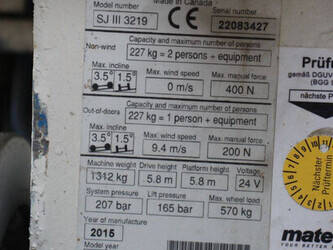 Made in Canada
Model number
Serial number
SJ III 3219
CE
22083427
Non-wind
Capacity and maximum number of persons
227 kg = 2 persons + equipment
Max. incline
Max. wind speed
Max. manual force
3.5° 1.5°
0 m/s
400 N
Out-of-doors
Capacity and maximum number of persons
227 kg = 1 person + equipment
Max. incline
Max. wind speed
Max. manual force
3.5° 1.5°
9.4 m/s
200 N
Machine weight
Drive height
Platform height
Voltage
1312kg
5.8 m
5.8 m
24 V
System pressure
Lift pressure
Max. wheel load
207 bar
165 bar
570 kg
Year of manufacture
2015
Model year
Prüf
gemäß DGUV
(BGG
nächste P
Nächster
Prüftermin
mate